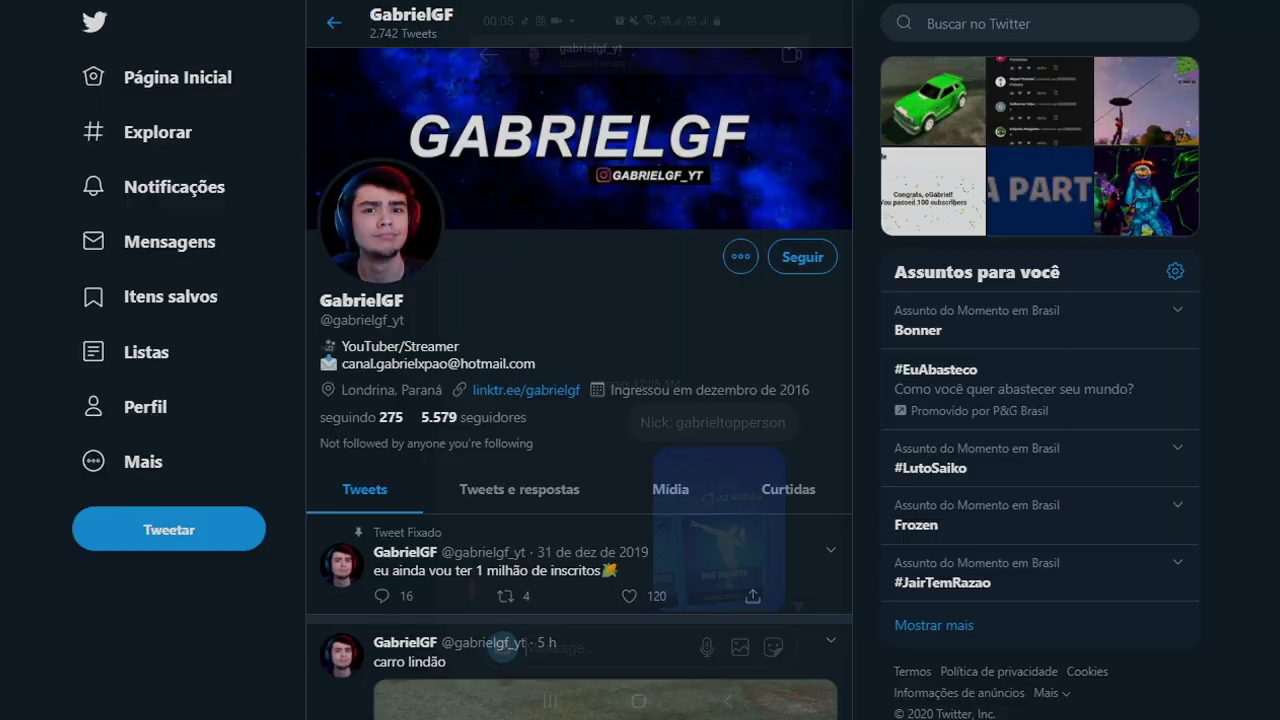 Página Inicial
Explorar
Notificações
Mensagens
Itens salvos
Listas
Perfil
Mais
Tweetar
GabrielGF
2.742 Tweets
00:05
gabrielgf_yt
GABRIELGF
GABRIELGF_YT
Seguir
GabrielGF
@gabrielgf_yt
YouTuber/Streamer
canal.gabrielxpao@hotmail.com
Londrina, Paraná linktr.ee/gabrielgf Ingressou em dezembro de 2016
seguindo 275 5.579 seguidores
Not followed by anyone you're following
Nick: gabrieltopperson
Tweets Tweets e respostas Mídia Curtidas
Tweet Fixado
GabrielGF @gabrielgf_yt · 31 de dez de 2019
eu ainda vou ter 1 milhão de inscritos🌽
16 4 120
GabrielGF @gabrielgf_yt · 5 h
carro lindão
Message...
Buscar no Twitter
Congrats, oGabriel!
You passed 100 subscribers
A PART
Assuntos para você
Assunto do Momento em Brasil
Bonner
#EuAbasteco
Como você quer abastecer seu mundo?
Promovido por P&G Brasil
Assunto do Momento em Brasil
#LutoSaiko
Assunto do Momento em Brasil
Frozen
Assunto do Momento em Brasil
#JairTemRazao
Mostrar mais
Termos Política de privacidade Cookies
Informações de anúncios Mais
© 2020 Twitter, Inc.